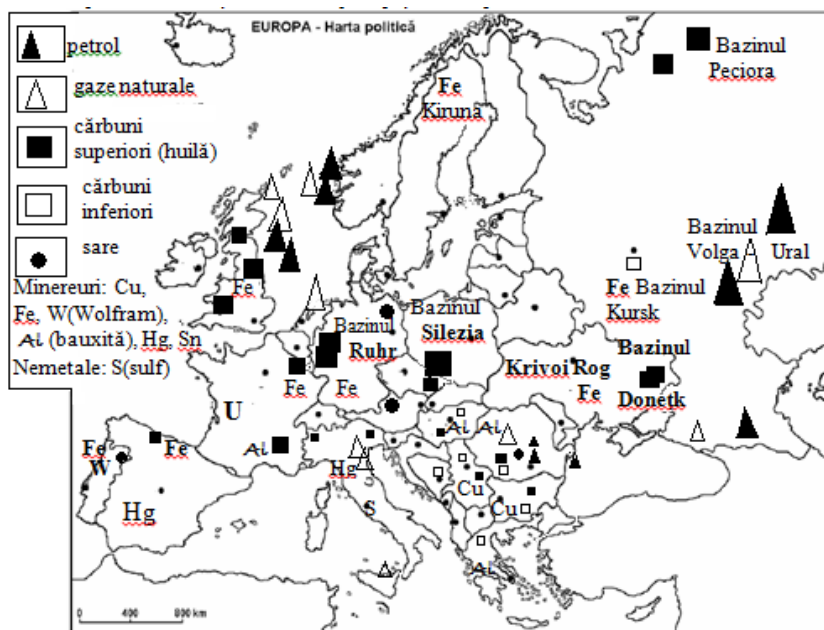 EUROPA - Harta politică
petrol
gaze naturale
cărbuni
superiori (huilă)
cărbuni
inferiori
sare
Minereuri: Cu,
Fe, W(Wolfram),
Al (bauxită), Hg, Sn
Nemetale: S(sulf)
Bazinul
Peciora
Fe
Kiruna
Bazinul
Volga
Ural
Fe Bazinul
Kursk
Fe
Bazinul
Ruhr
Bazinul
Silezia
Bazinul
Donețk
Krivoi Rog
Fe
Fe
Fe
U
Al
Al
Al
Fe
W
Fe
Hg
Hg
S
Cu
Cu
Al
0
400
800 km